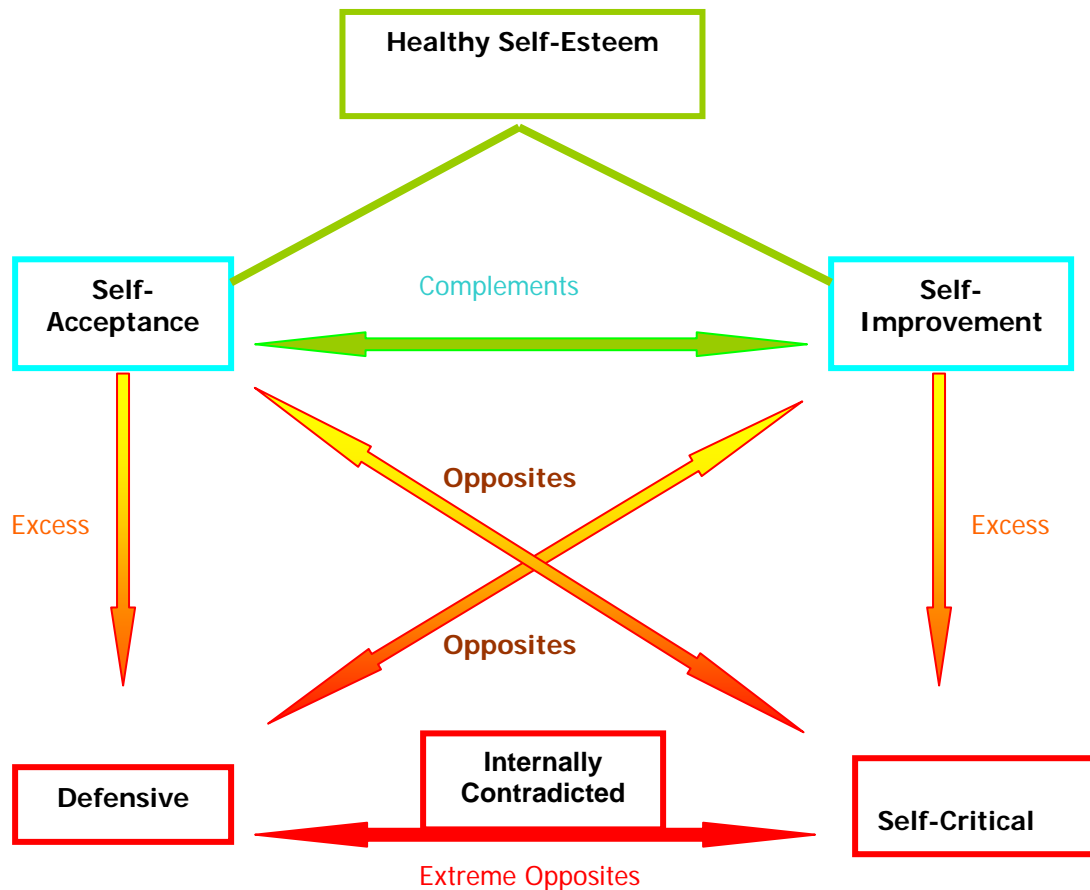 Healthy Self-Esteem
Self-
Acceptance
Complements
Self-
Improvement
Opposites
Excess
Excess
Opposites
Defensive
Internally
Contradicted
Self-Critical
Extreme Opposites